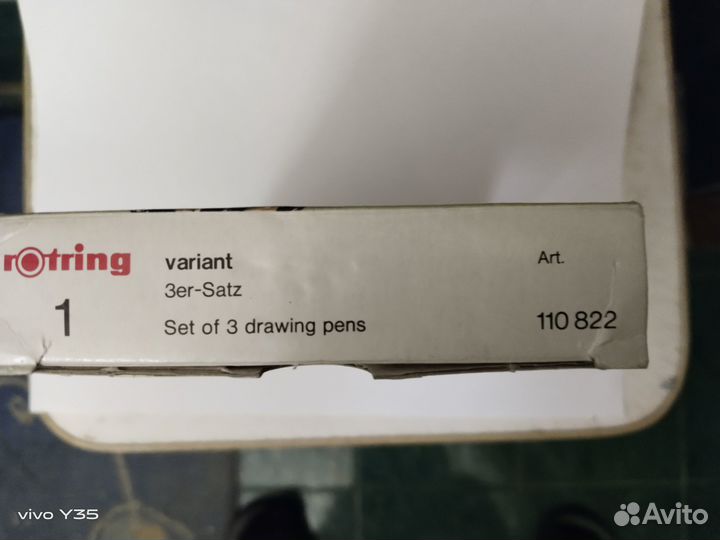 rotring
variant
Art.
3er-Satz
1
Set of 3 drawing pens
110 822
vivo Y35
Avito